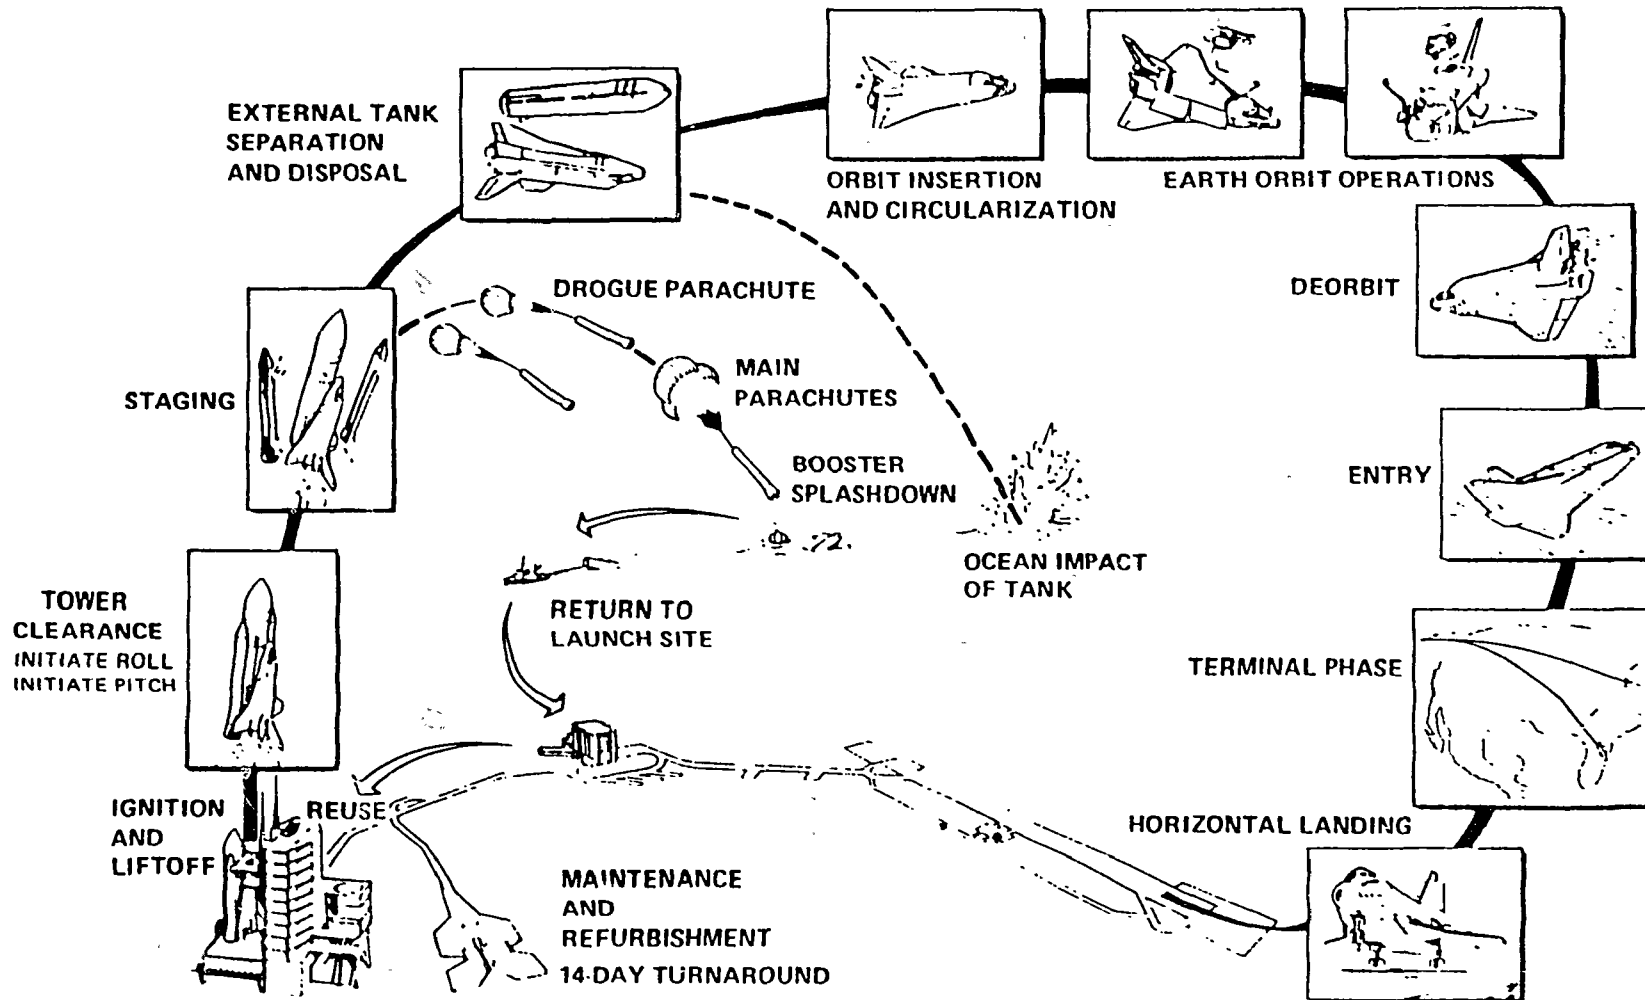 EXTERNAL TANK
SEPARATION
AND DISPOSAL
ORBIT INSERTION
AND CIRCULARIZATION
EARTH ORBIT OPERATIONS
DEORBIT
DROGUE PARACHUTE
MAIN
PARACHUTES
STAGING
BOOSTER
SPLASHDOWN
ENTRY
OCEAN IMPACT
OF TANK
TOWER
CLEARANCE
INITIATE ROLL
INITIATE PITCH
RETURN TO
LAUNCH SITE
TERMINAL PHASE
IGNITION
AND
LIFTOFF
REUSE
HORIZONTAL LANDING
MAINTENANCE
AND
REFURBISHMENT
14-DAY TURNAROUND